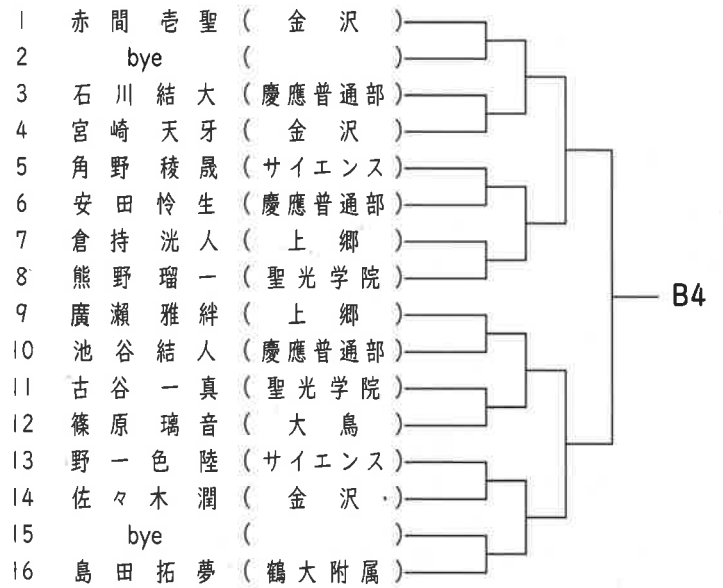 1 赤間壱聖(金沢)
2 bye ( )
3 石川結大(慶應普通部)
4 宮崎天牙(金沢)
5 角野稜晟(サイエンス)
6 安田怜生(慶應普通部)
7 倉持洸人(上郷)
8 熊野瑠一(聖光学院)
9 廣瀬雅絆(上郷)
10 池谷結人(慶應普通部)
11 古谷一真(聖光学院)
12 篠原璃音(大鳥)
13 野一色陸(サイエンス)
14 佐々木潤(金沢)
15 bye ( )
16 島田拓夢(鶴大附属)
B4